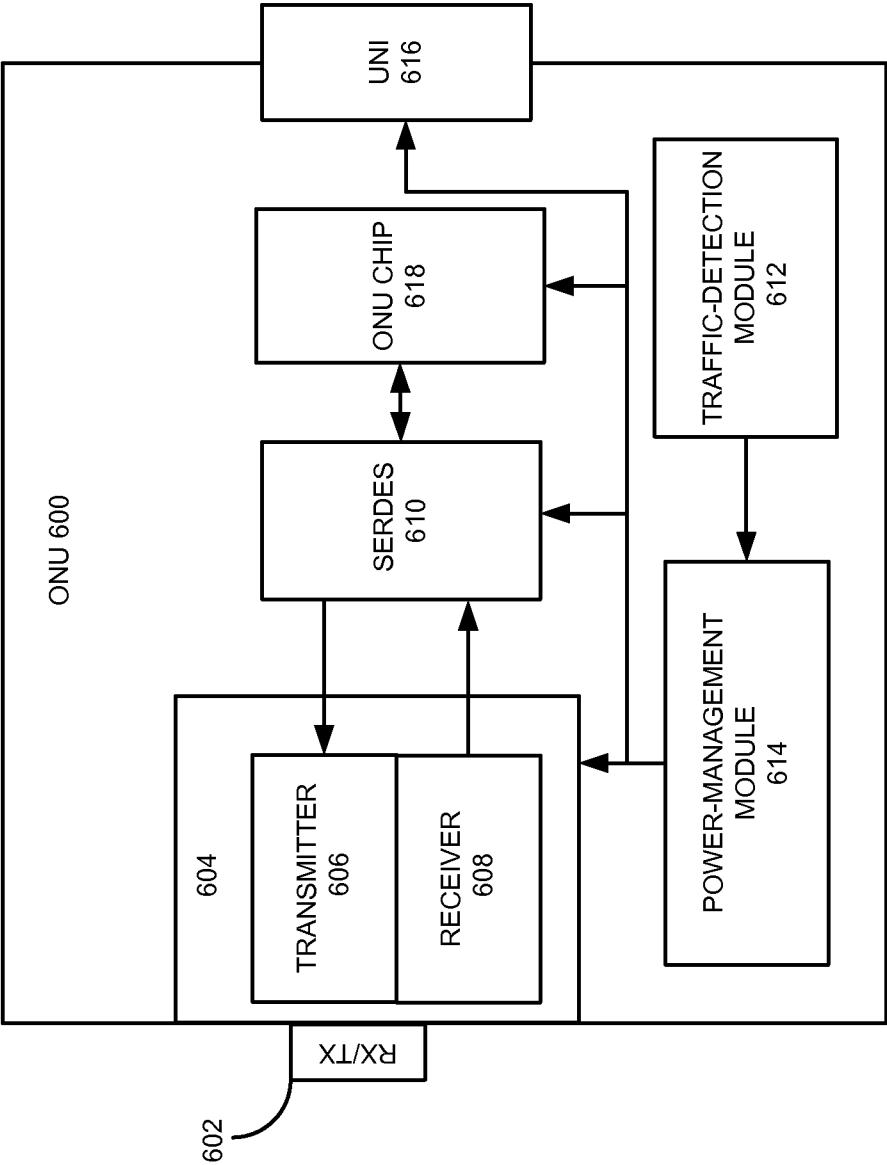 ONU 600
602
RX/TX
604
TRANSMITTER
606
RECEIVER
608
SERDES
610
ONU CHIP
618
UNI
616
POWER-MANAGEMENT
MODULE
614
TRAFFIC-DETECTION
MODULE
612